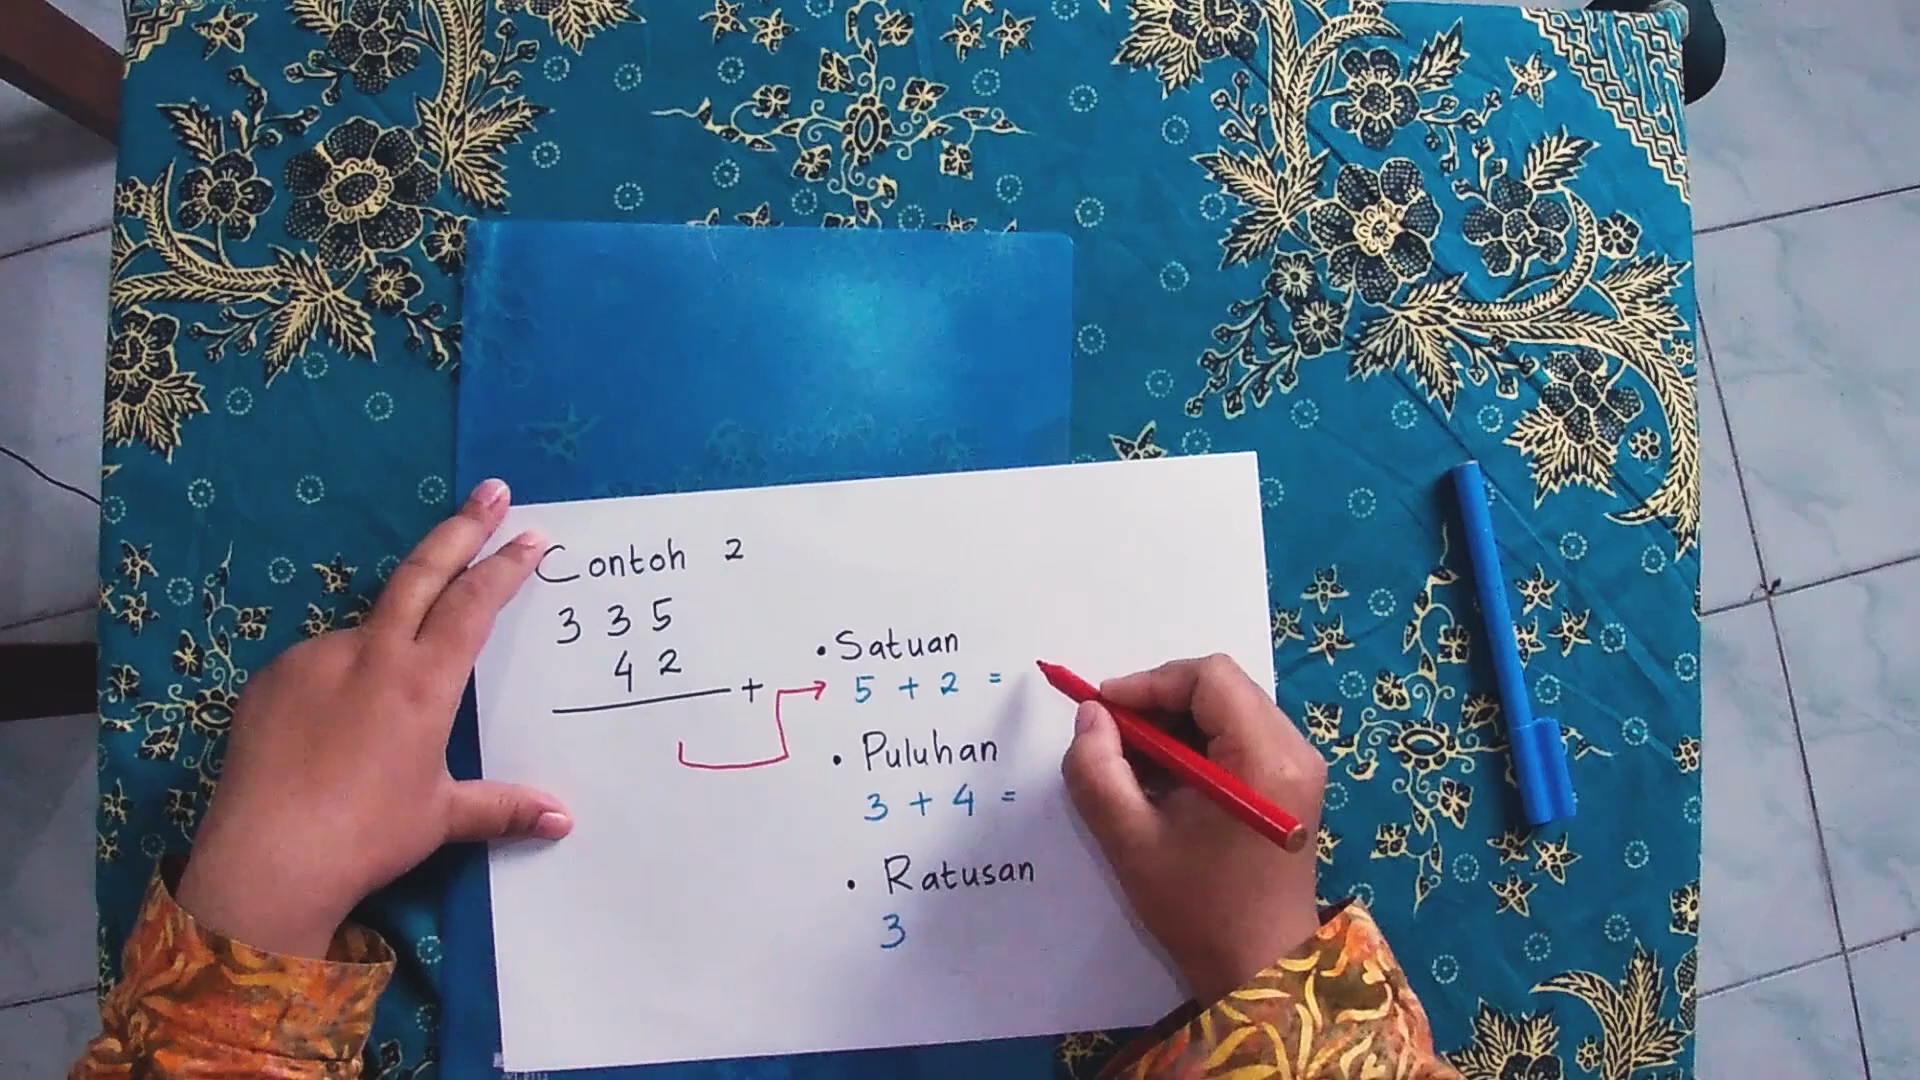 Contoh 2
3 3 5
4 2
+
• Satuan
5 + 2 =
• Puluhan
3 + 4 =
• Ratusan
3